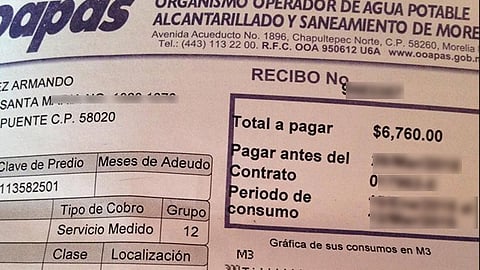 ooapas
ORGANISMO OPERADOR DE AGUA POTABLE
ALCANTARILLADO Y SANEAMIENTO DE MORE
Avenida Acueducto No. 1896, Chapultepec Norte, C.P. 58260, Morelia
Tel.: (443) 113 22 00. R.F.C. OOA 950612 U6A www.ooapas.gob.m
EZ ARMANDO
SANTA
PUENTE C.P. 58020
RECIBO No.
Total a pagar $6,760.00
Pagar antes del
Contrato
Periodo de
consumo
Clave de Predio Meses de Adeudo
113582501
Tipo de Cobro Grupo
Servicio Medido 12
Clase Localización
Gráfica de sus consumos en M3
M3